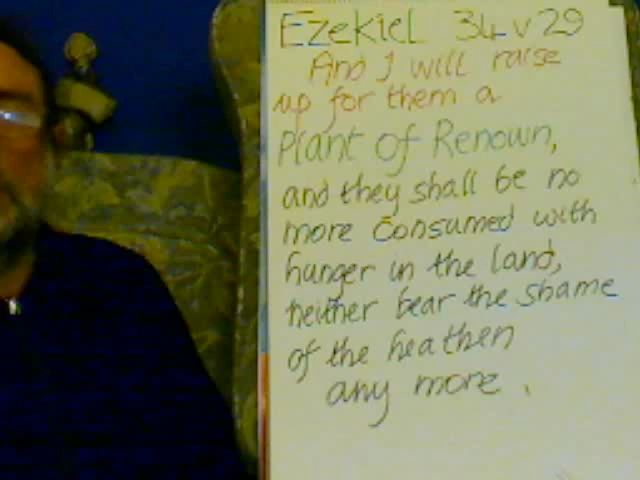 Ezekiel 34 v 29
And I will raise
up for them a
Plant of Renown,
and they shall be no
more consumed with
hunger in the land,
neither bear the shame
of the heathen
any more.